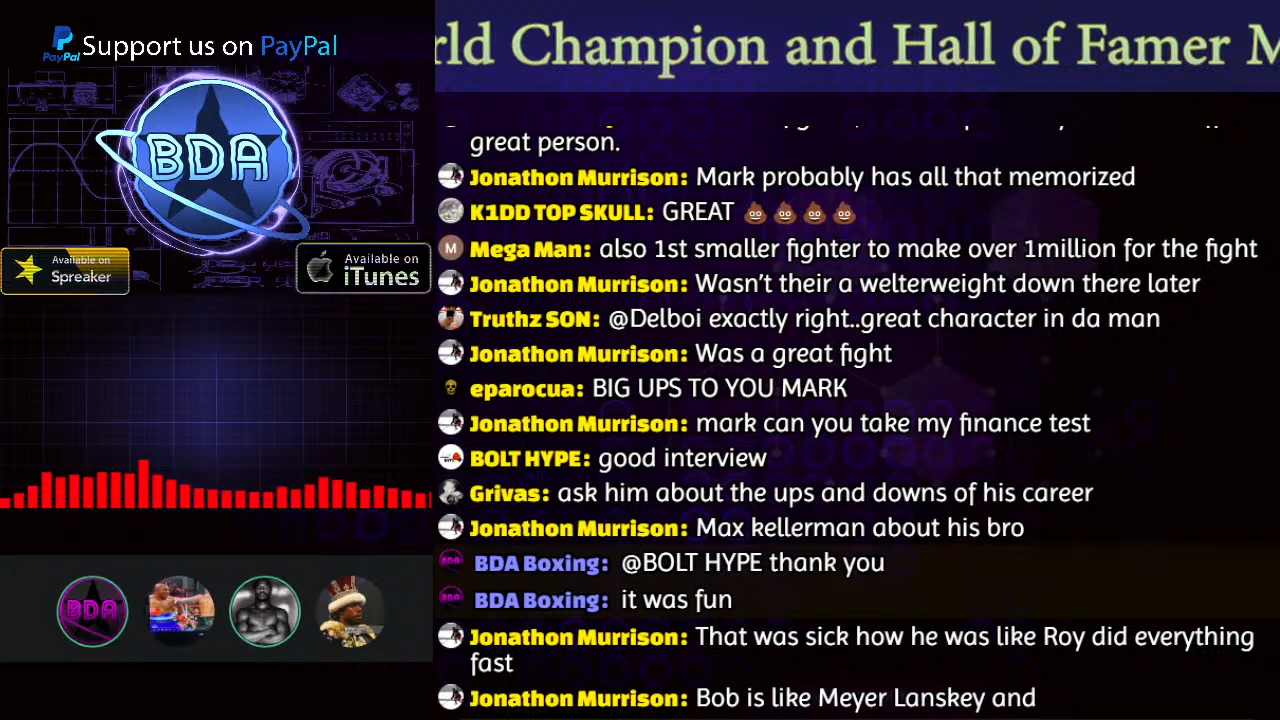 PayPal
Support us on PayPal
BDA
Available on
Spreaker
Available on
iTunes
BDA
rld Champion and Hall of Famer M
great person.
Jonathon Murrison: Mark probably has all that memorized
K1DD TOP SKULL: GREAT 💩 💩 💩 💩
M
Mega Man: also 1st smaller fighter to make over 1million for the fight
Jonathon Murrison: Wasn't their a welterweight down there later
Truthz SON: @Delboi exactly right..great character in da man
Jonathon Murrison: Was a great fight
eparocua: BIG UPS TO YOU MARK
Jonathon Murrison: mark can you take my finance test
BOLT HYPE: good interview
Grivas: ask him about the ups and downs of his career
Jonathon Murrison: Max kellerman about his bro
BDA BDA Boxing: @BOLT HYPE thank you
BDA BDA Boxing: it was fun
Jonathon Murrison: That was sick how he was like Roy did everything
fast
Jonathon Murrison: Bob is like Meyer Lanskey and